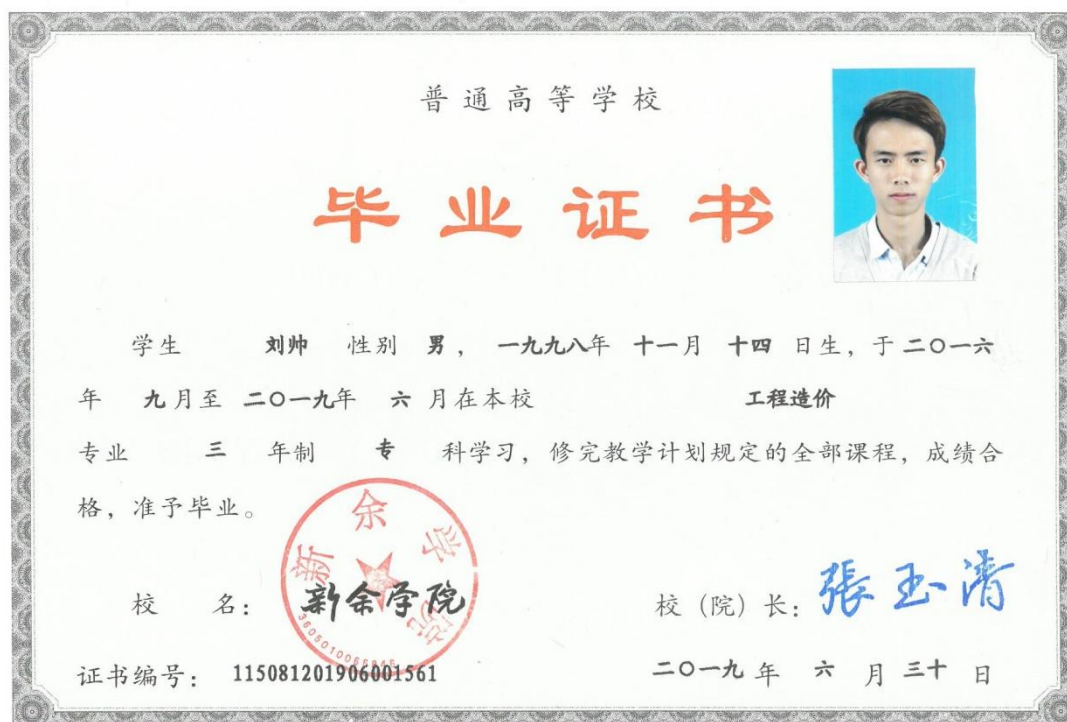 普通高等学校
毕业证书
学生 刘帅 性别 男，一九九八年 十一月 十四 日生，于 二〇一六
年 九月至 二〇一九年 六 月在本校 工程造价
专业 三 年制 专 科学习，修完教学计划规定的全部课程，成绩合
格，准予毕业。
新余学院
校 名：新余学院 校（院）长：張玉清
证书编号：115081201906001561 二〇一九 年 六 月 三十 日